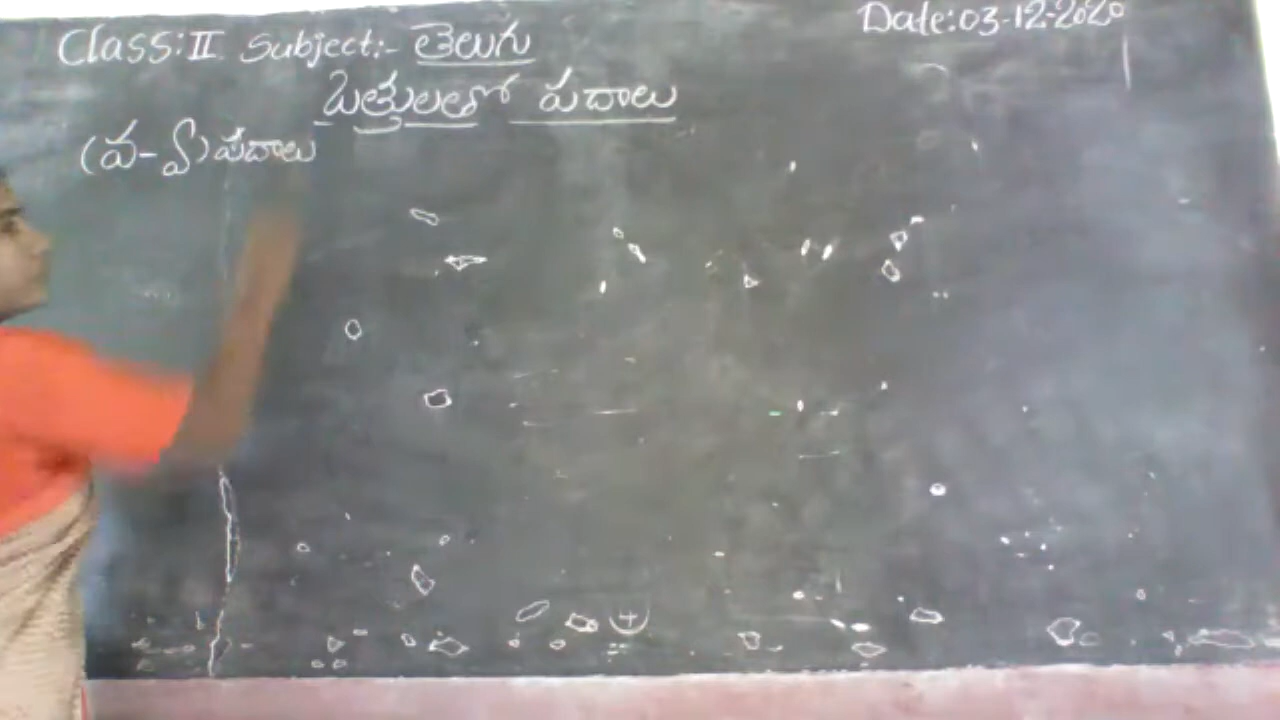 Class:II Subject:- తెలుగు Date:03-12-2020
ఒత్తులతో పదాలు
(వ-వ్వ) పదాలు